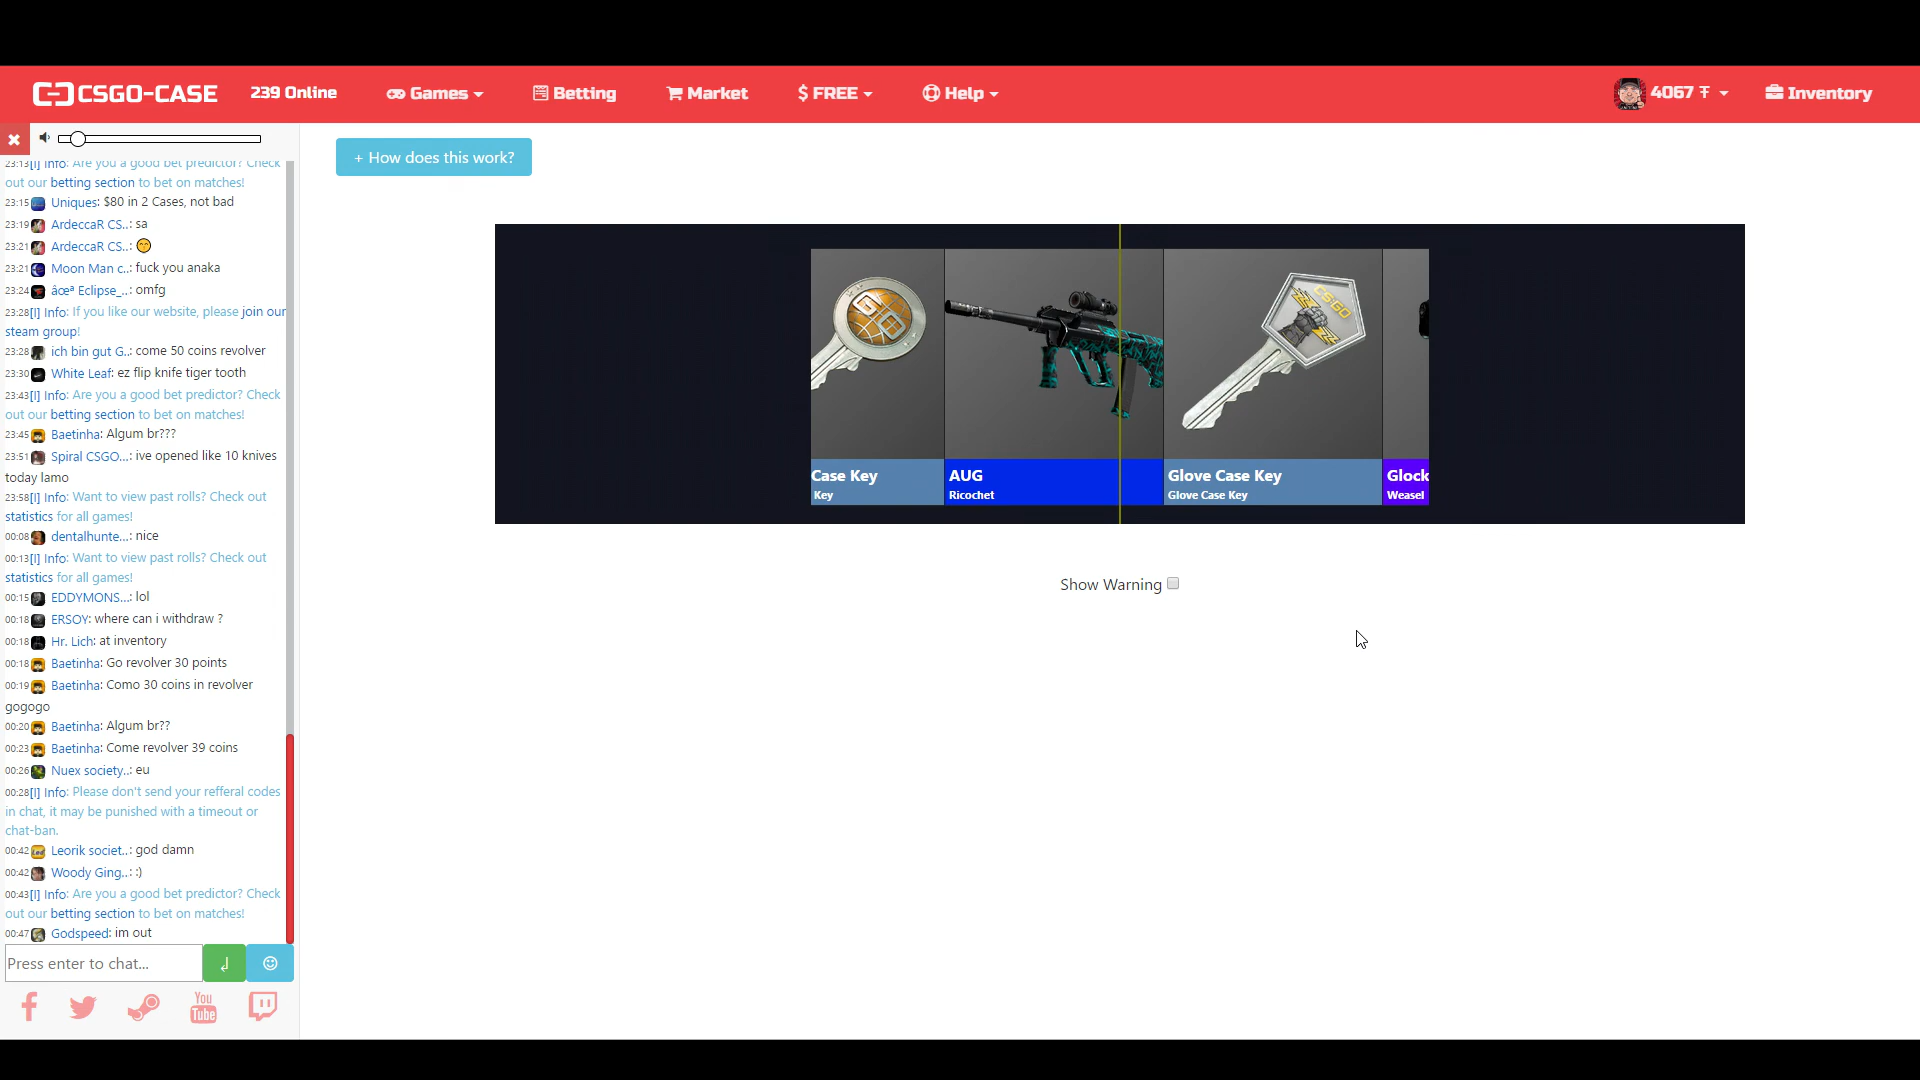 CSGO-CASE 239 Online Games Betting Market $ FREE Help 4067 Inventory
+ How does this work?
23:13[I] Info: Are you a good bet predictor? Check
out our betting section to bet on matches!
23:15 Uniques: $80 in 2 Cases, not bad
23:19 ArdeccaR CS..: sa
23:21 ArdeccaR CS..:
23:21 Moon Man c..: fuck you anaka
23:24 åœª Eclipse_..: omfg
23:28[I] Info: If you like our website, please join our
steam group!
23:28 ich bin gut G..: come 50 coins revolver
23:30 White Leaf: ez flip knife tiger tooth
23:43[I] Info: Are you a good bet predictor? Check
out our betting section to bet on matches!
23:45 Baetinha: Algum br???
23:51 Spiral CSGO...: ive opened like 10 knives
today lamo
23:58[I] Info: Want to view past rolls? Check out
statistics for all games!
00:08 dentalhunte...: nice
00:13[I] Info: Want to view past rolls? Check out
statistics for all games!
00:15 EDDYMONS...: lol
00:18 ERSOY: where can i withdraw ?
00:18 Hr. Lich: at inventory
00:18 Baetinha: Go revolver 30 points
00:19 Baetinha: Como 30 coins in revolver
gogogo
00:20 Baetinha: Algum br??
00:23 Baetinha: Come revolver 39 coins
00:26 Nuex society..: eu
00:28[I] Info: Please don't send your refferal codes
in chat, it may be punished with a timeout or
chat-ban.
00:42 Leorik societ..: god damn
00:42 Woody Ging..: :)
00:43[I] Info: Are you a good bet predictor? Check
out our betting section to bet on matches!
00:47 Godspeed: im out
Press enter to chat...
You
Tube
GO
CS:GO
Case Key AUG Glove Case Key Glock
Key Ricochet Glove Case Key Weasel
Show Warning